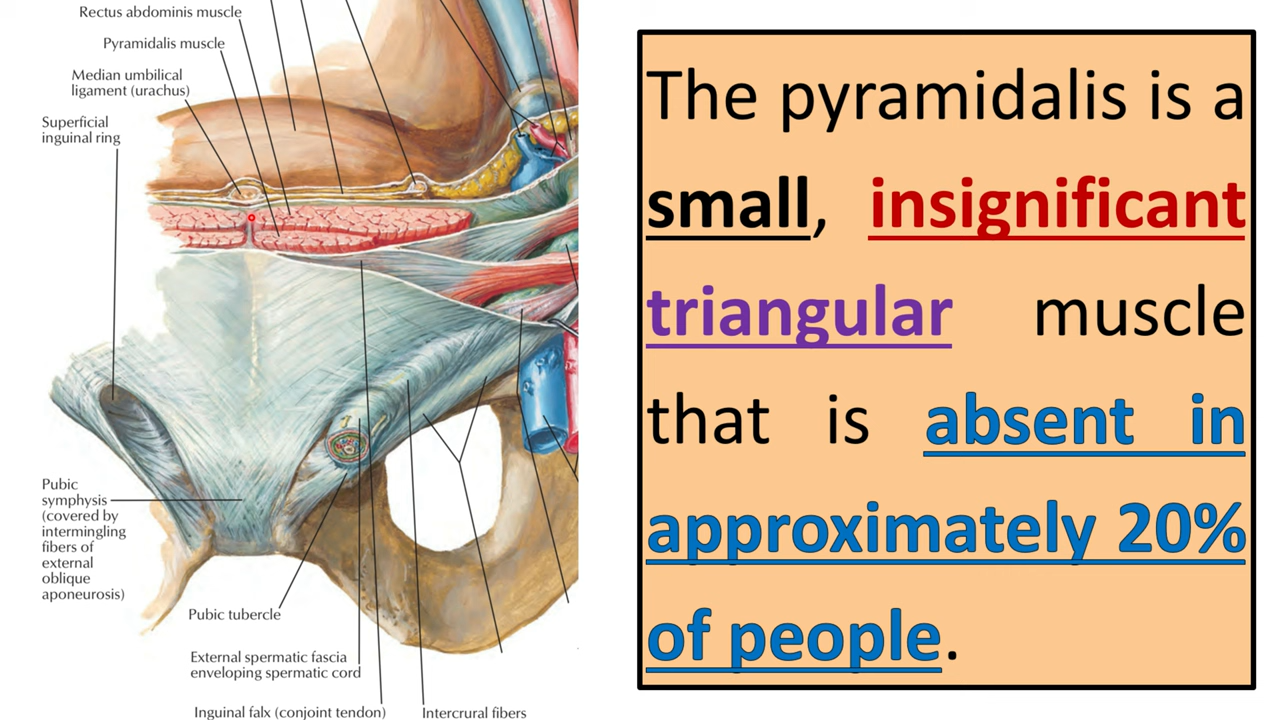 Rectus abdominis muscle
Pyramidalis muscle
Median umbilical
ligament (urachus)
Superficial
inguinal ring
Pubic
symphysis
(covered by
intermingling
fibers of
external
oblique
aponeurosis)
Pubic tubercle
External spermatic fascia
enveloping spermatic cord
Inguinal falx (conjoint tendon)
Intercrural fibers
The pyramidalis is a
small, insignificant
triangular muscle
that is absent in
approximately 20%
of people.